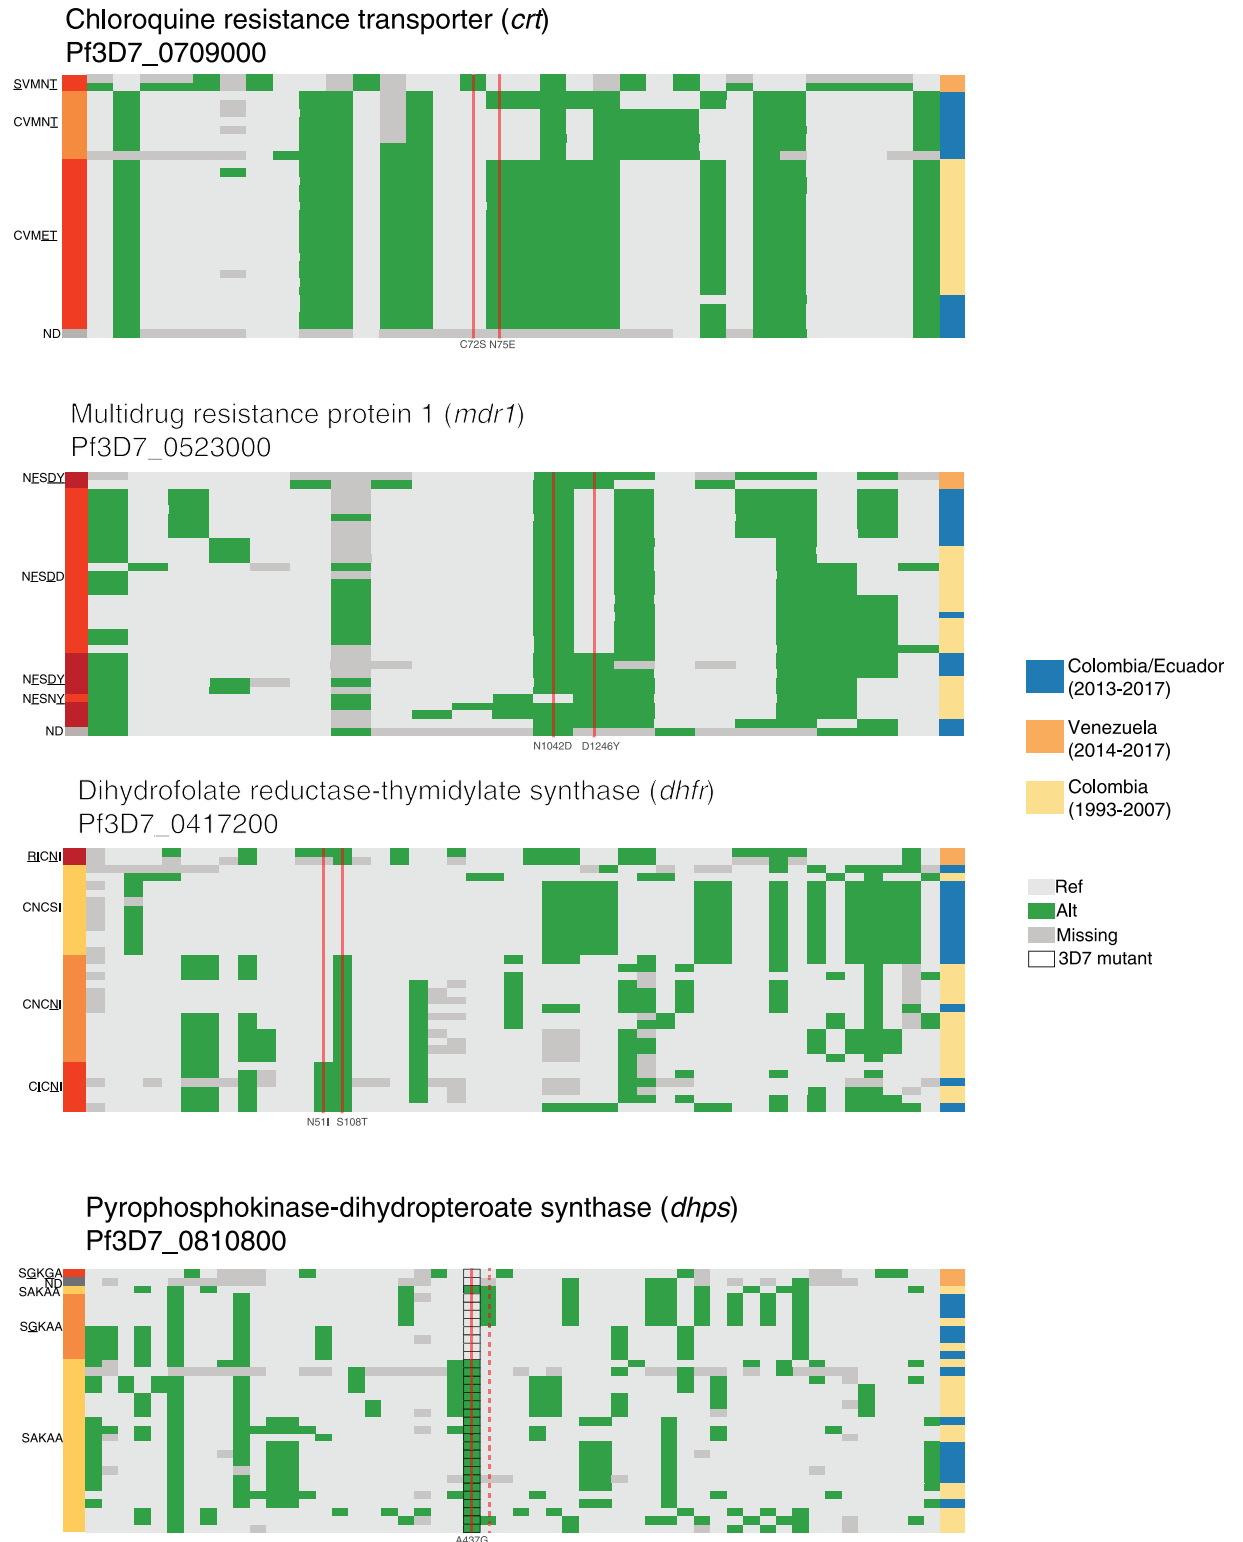 Chloroquine resistance transporter (crt)
Pf3D7_0709000
SVMNT
CVMNT
CVMET
ND
C72S N75E
Multidrug resistance protein 1 (mdr1)
Pf3D7_0523000
NFSDY
NFSDD
NFSDY
NFSNY
ND
N1042D D1246Y
Colombia/Ecuador
(2013-2017)
Venezuela
(2014-2017)
Colombia
(1993-2007)
Dihydrofolate reductase-thymidylate synthase (dhfr)
Pf3D7_0417200
RICNI
CNCSI
CNCNI
CICNI
N51I S108T
Ref
Alt
Missing
3D7 mutant
Pyrophosphokinase-dihydropteroate synthase (dhps)
Pf3D7_0810800
SGKGA
ND
SAKAA
SGKAA
SAKAA
A437G